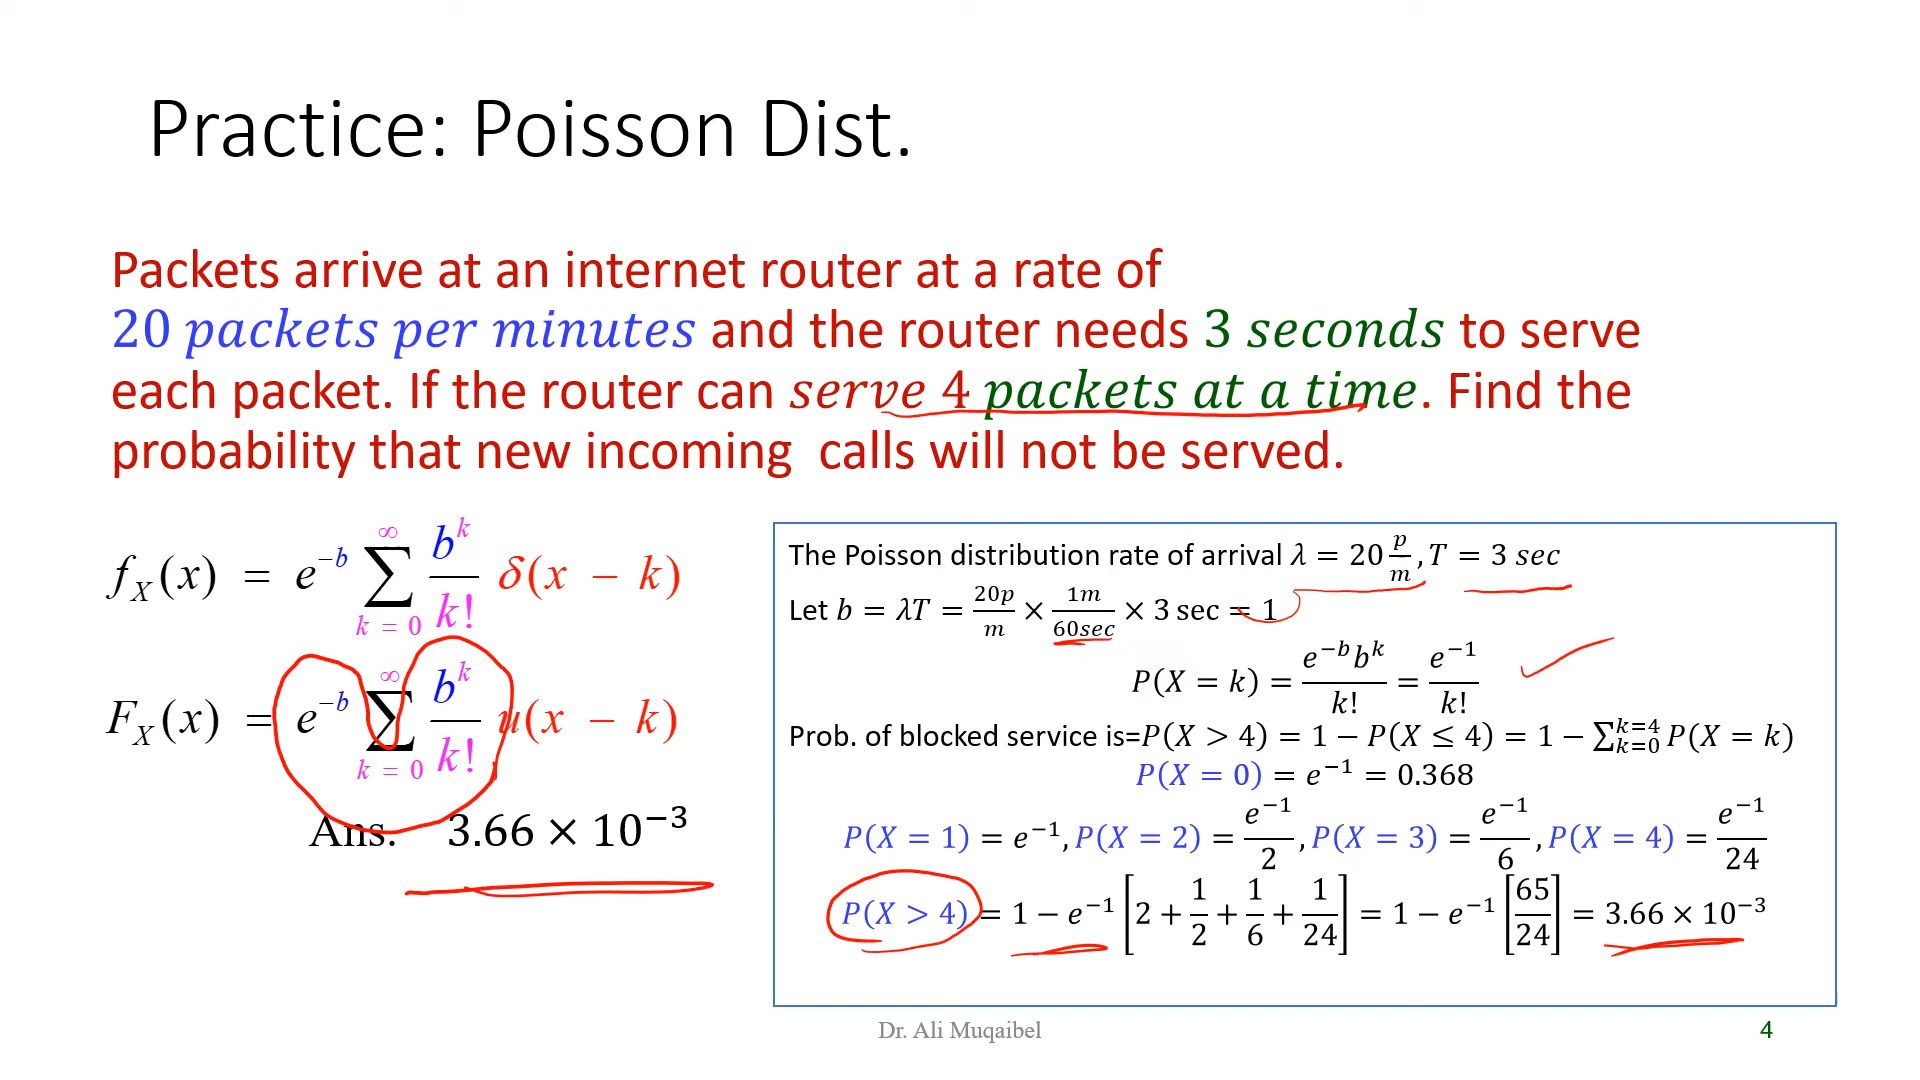 Practice: Poisson Dist.
Packets arrive at an internet router at a rate of
20 packets per minutes and the router needs 3 seconds to serve
each packet. If the router can serve 4 packets at a time. Find the
probability that new incoming calls will not be served.
f_X(x) = e^{−b} ∑_{k = 0}^{∞} b^k/k! δ(x − k)
F_X(x) = e^{−b} ∑_{k = 0}^{∞} b^k/k! u(x − k)
Ans. 3.66 × 10^{−3}
The Poisson distribution rate of arrival λ = 20 p/m, T = 3 sec
Let b = λT = 20p/m × 1m/60sec × 3 sec = 1
P(X = k) = e^{−b}b^k/k! = e^{−1}/k!
Prob. of blocked service is=P(X > 4) = 1 − P(X ≤ 4) = 1 − ∑_{k=0}^{k=4} P(X = k)
P(X = 0) = e^{−1} = 0.368
P(X = 1) = e^{−1}, P(X = 2) = e^{−1}/2, P(X = 3) = e^{−1}/6, P(X = 4) = e^{−1}/24
P(X > 4) = 1 − e^{−1} [2 + 1/2 + 1/6 + 1/24] = 1 − e^{−1} [65/24] = 3.66 × 10^{−3}
Dr. Ali Muqaibel
4